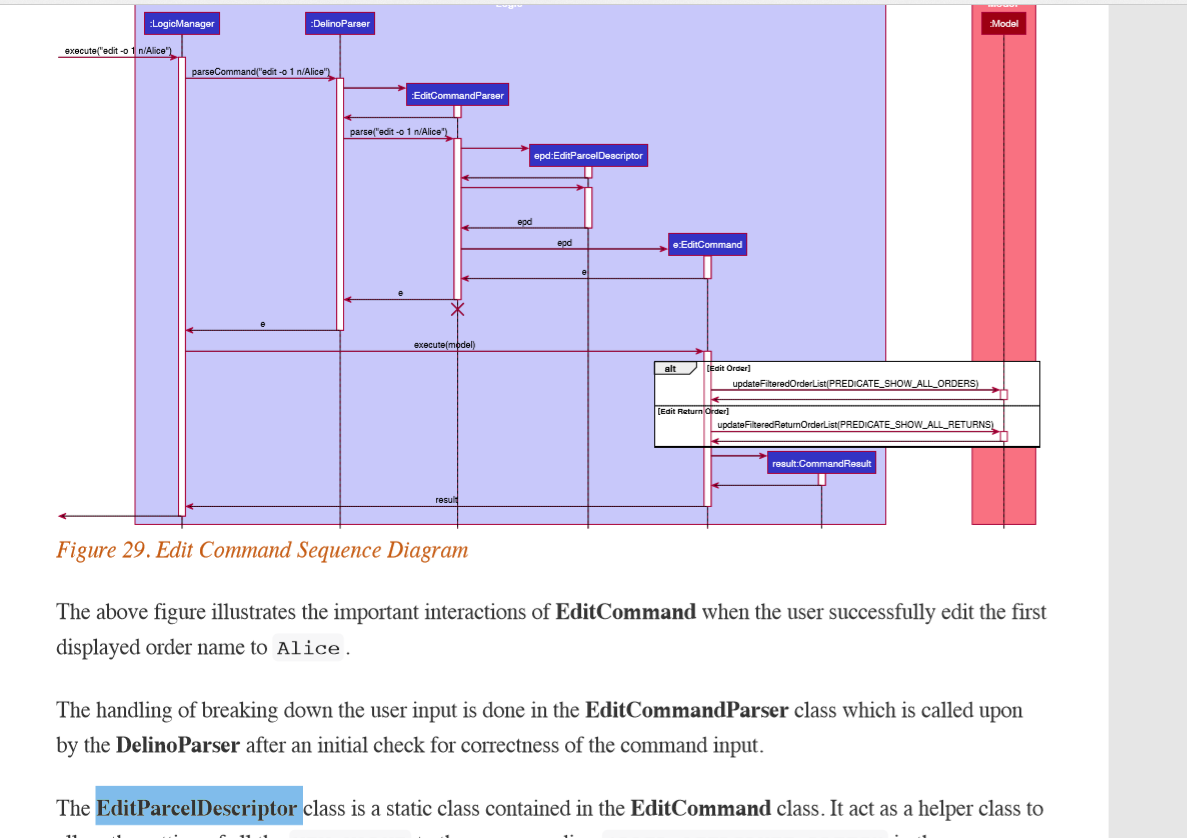 :LogicManager
:DelinoParser
:Model
execute("edit -o 1 n/Alice")
parseCommand("edit -o 1 n/Alice")
:EditCommandParser
parse("edit -o 1 n/Alice")
epd:EditParcelDescriptor
epd
epd
e:EditCommand
e
e
e
execute(model)
alt
[Edit Order]
updateFilteredOrderList(PREDICATE_SHOW_ALL_ORDERS)
[Edit Return Order]
updateFilteredReturnOrderList(PREDICATE_SHOW_ALL_RETURNS)
result:CommandResult
result
Figure 29. Edit Command Sequence Diagram
The above figure illustrates the important interactions of EditCommand when the user successfully edit the first
displayed order name to Alice .
The handling of breaking down the user input is done in the EditCommandParser class which is called upon
by the DelinoParser after an initial check for correctness of the command input.
The EditParcelDescriptor class is a static class contained in the EditCommand class. It act as a helper class to